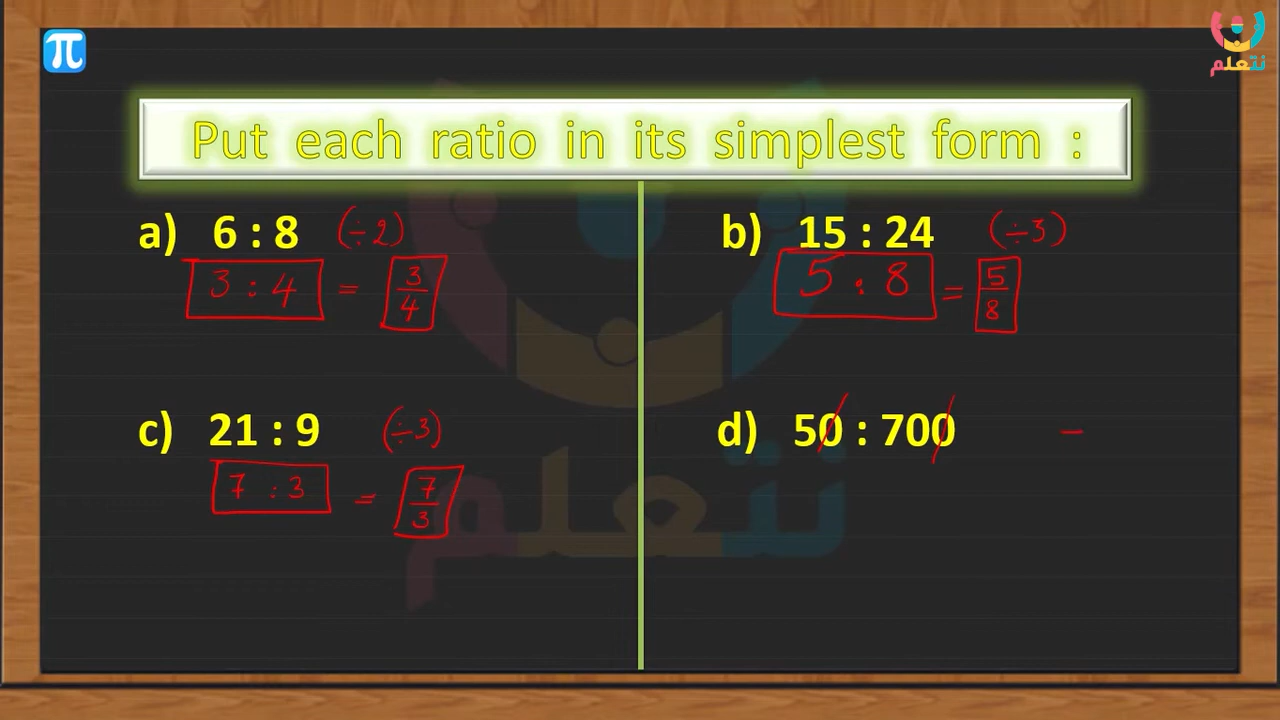 π
نتعلم
Put each ratio in its simplest form :
a) 6 : 8 (÷2)
3 : 4 = 3/4
b) 15 : 24 (÷3)
5 : 8 = 5/8
c) 21 : 9 (÷3)
7 : 3 = 7/3
d) 50 : 700 –
نتعلم